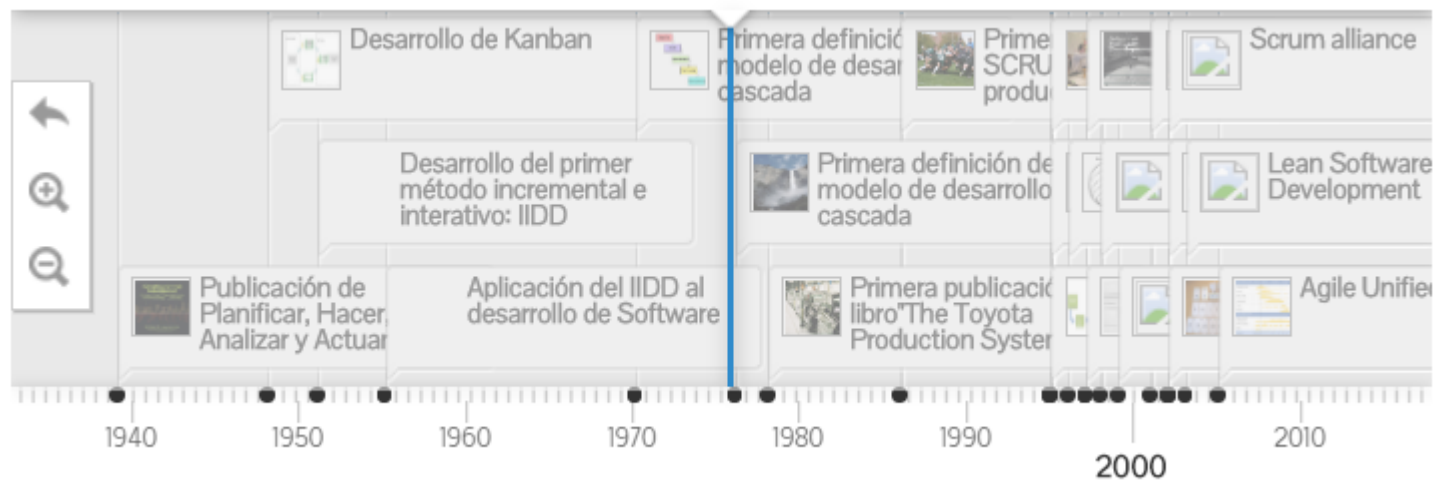 Desarrollo de Kanban
Primera definició
modelo de desar
cascada
Prime
SCRU
produ
Scrum alliance
Desarrollo del primer
método incremental e
interativo: IIDD
Primera definición de
modelo de desarrollo
cascada
Lean Software
Development
Publicación de
Planificar, Hacer,
Analizar y Actuar
Aplicación del IIDD al
desarrollo de Software
Primera publicació
libro"The Toyota
Production Syster
Agile Unified
1940 1950 1960 1970 1980 1990 2010
2000